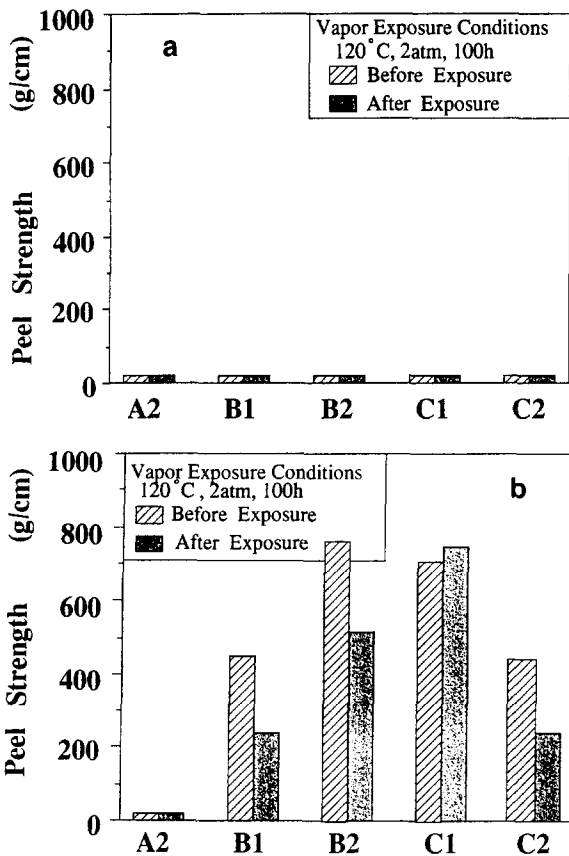 a
Vapor Exposure Conditions
120°C, 2atm, 100h
Before Exposure
After Exposure
Peel Strength (g/cm)
1000
800
600
400
200
0
A2 B1 B2 C1 C2
b
Vapor Exposure Conditions
120°C, 2atm, 100h
Before Exposure
After Exposure
Peel Strength (g/cm)
1000
800
600
400
200
0
A2 B1 B2 C1 C2